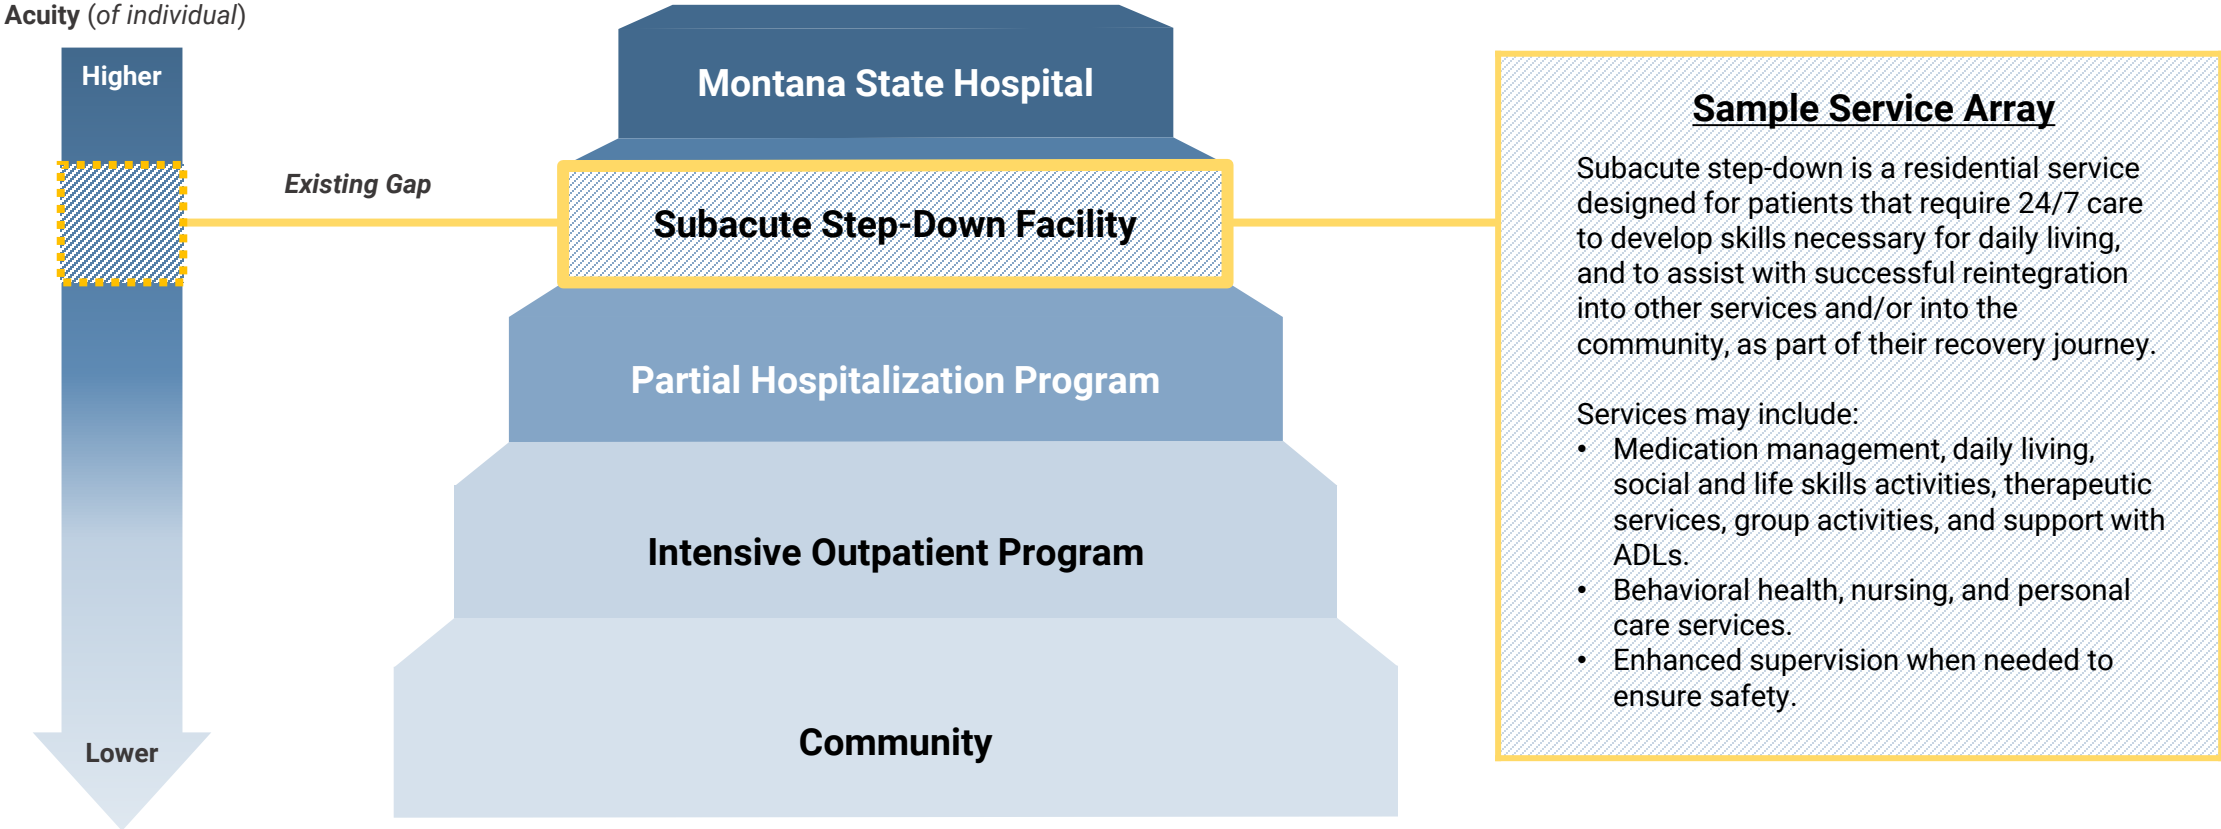 Acuity (of individual)
Higher
Existing Gap
Lower
Montana State Hospital
Subacute Step-Down Facility
Partial Hospitalization Program
Intensive Outpatient Program
Community
Sample Service Array
Subacute step-down is a residential service
designed for patients that require 24/7 care
to develop skills necessary for daily living,
and to assist with successful reintegration
into other services and/or into the
community, as part of their recovery journey.
Services may include:
• Medication management, daily living,
social and life skills activities, therapeutic
services, group activities, and support with
ADLs.
• Behavioral health, nursing, and personal
care services.
• Enhanced supervision when needed to
ensure safety.